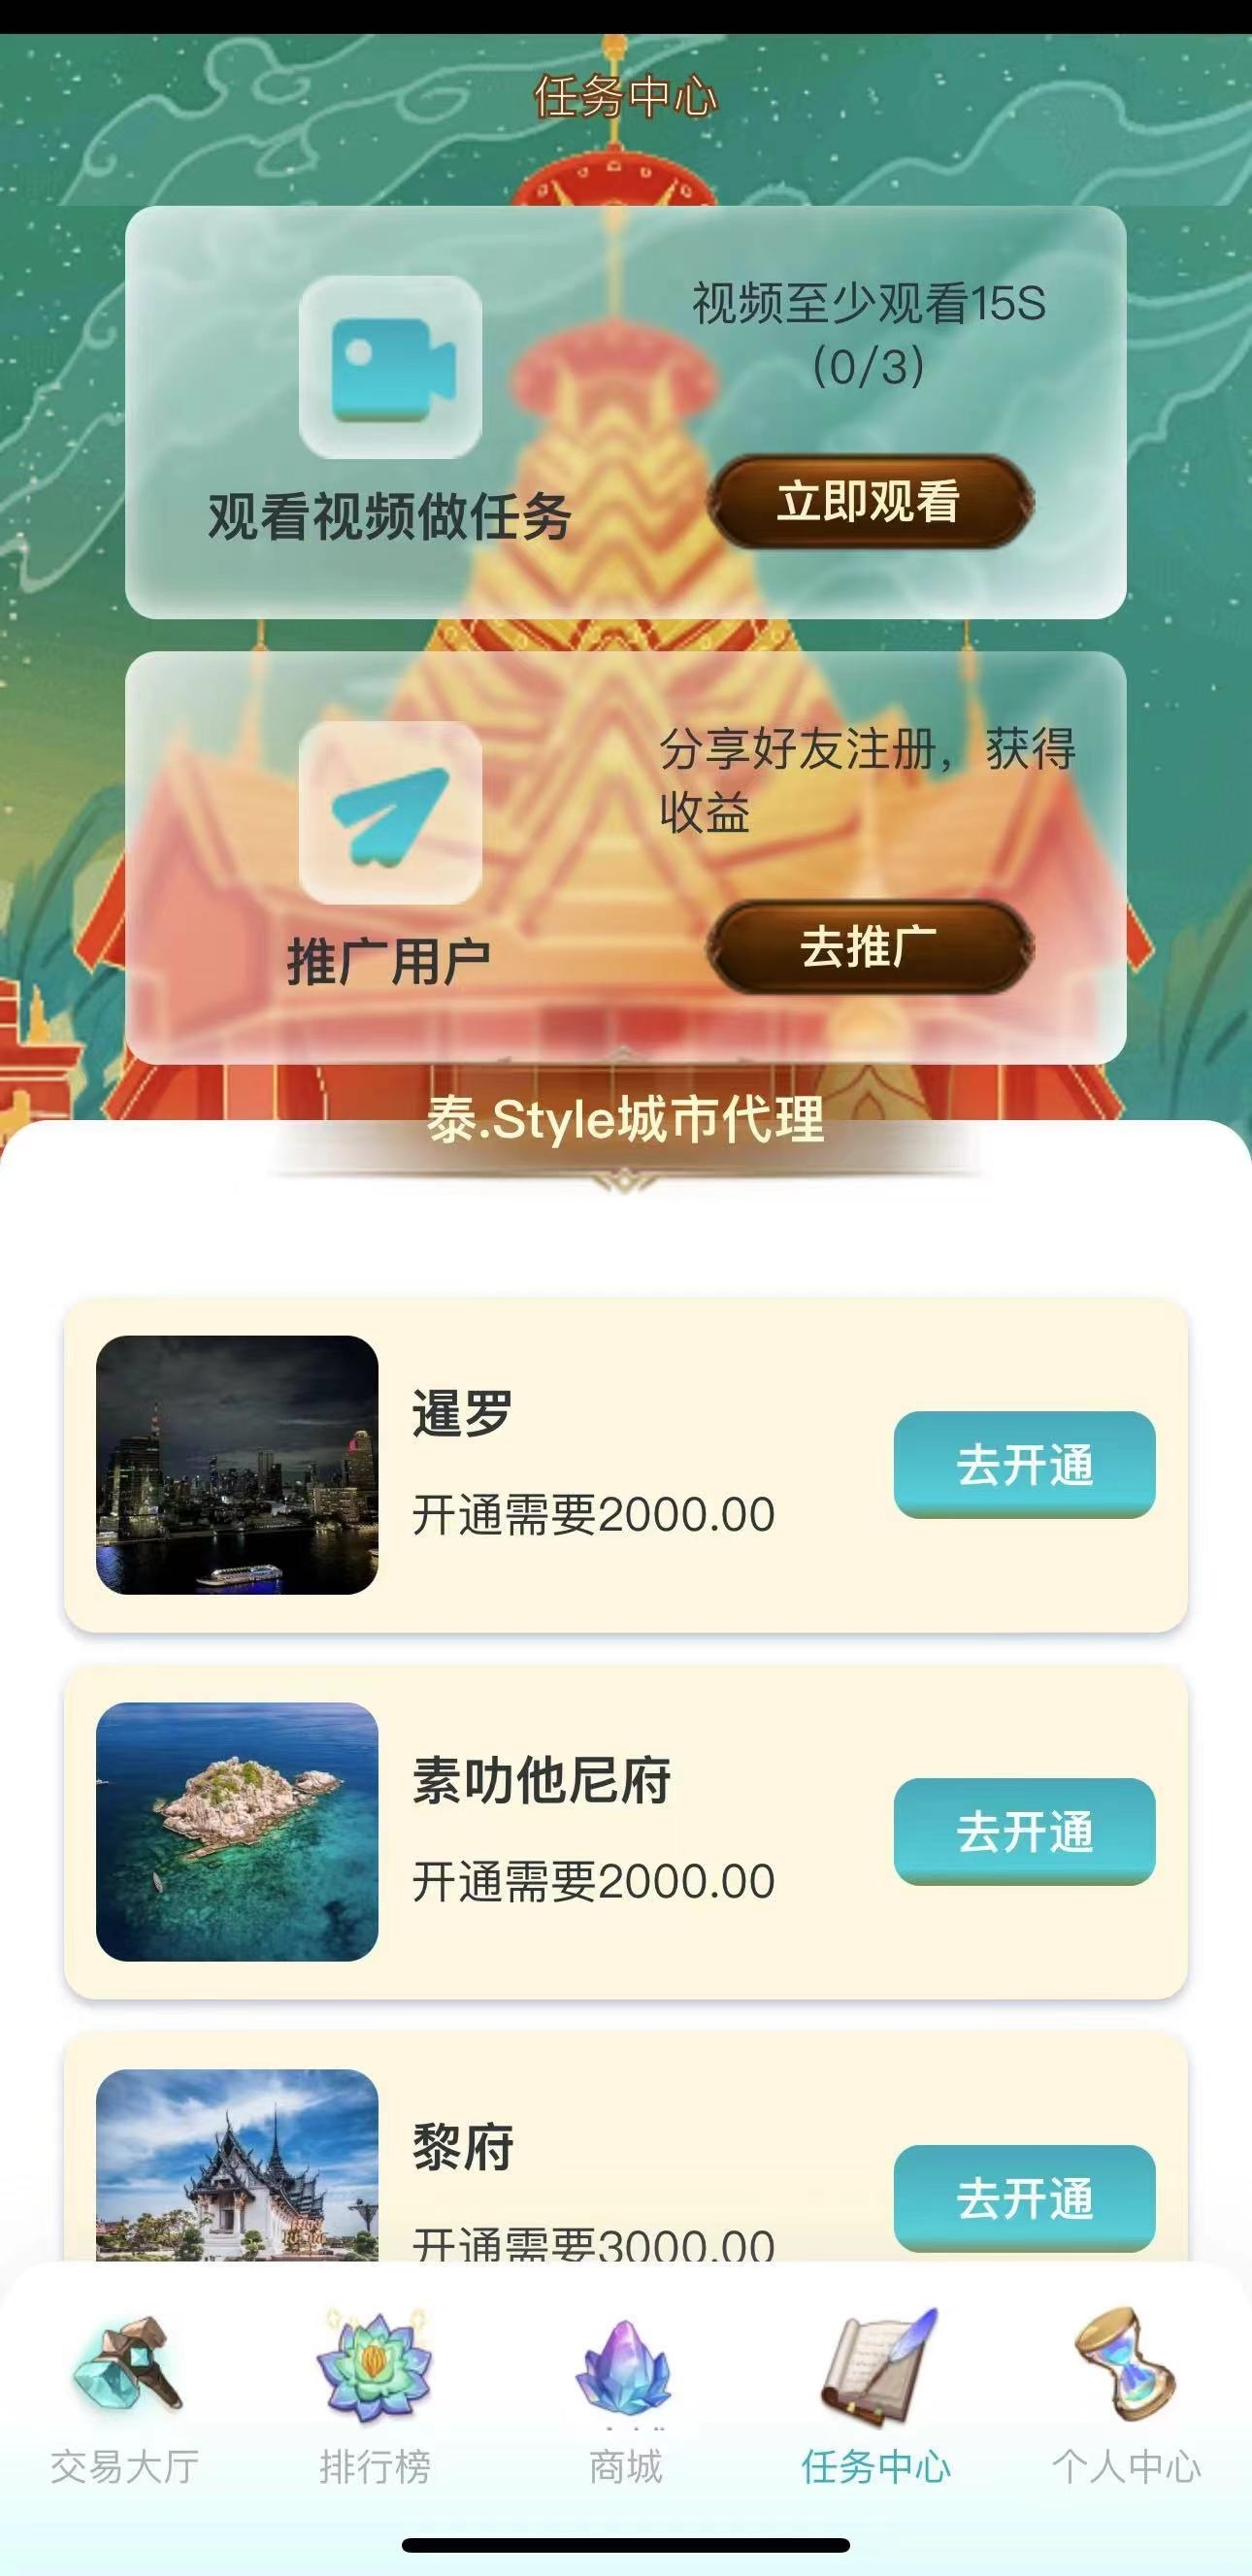 任务中心
视频至少观看15S
(0/3)
观看视频做任务
立即观看
分享好友注册，获得
收益
推广用户
去推广
泰.Style城市代理
暹罗
开通需要2000.00
去开通
素叻他尼府
开通需要2000.00
去开通
黎府
开通需要3000.00
去开通
交易大厅
排行榜
商城
任务中心
个人中心